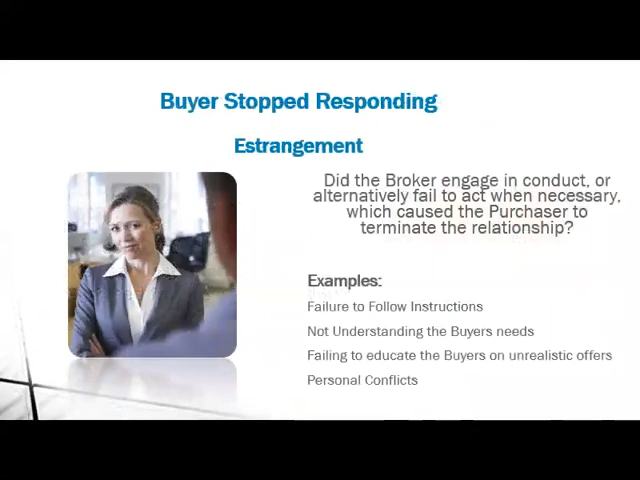 Buyer Stopped Responding
Estrangement
Did the Broker engage in conduct, or
alternatively fail to act when necessary,
which caused the Purchaser to
terminate the relationship?
Examples:
Failure to Follow Instructions
Not Understanding the Buyers needs
Failing to educate the Buyers on unrealistic offers
Personal Conflicts